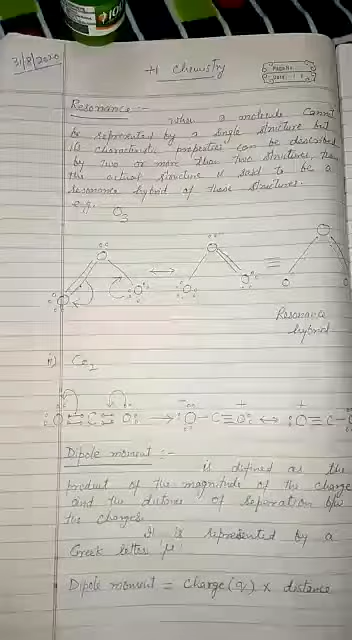 3/8/2020
Chemistry
Page No.
Date
Resonance :-
When a molecule cannot
be represented by a single structure but
its characteristic properties can be described
by two or more than two structures, then
the actual structure is said to be a
resonance hybrid of these structures.
e.g. O3
Resonance
hybrid
ii) CO2
:O=C=O: → :O-C≡O: ↔ :O≡C-
Dipole moment :-
is defined as the
product of the magnitude of the charge
and the distance of separation b/w
the charges.
it is represented by a
Greek letter 'μ'
Dipole moment = charge(q) × distance